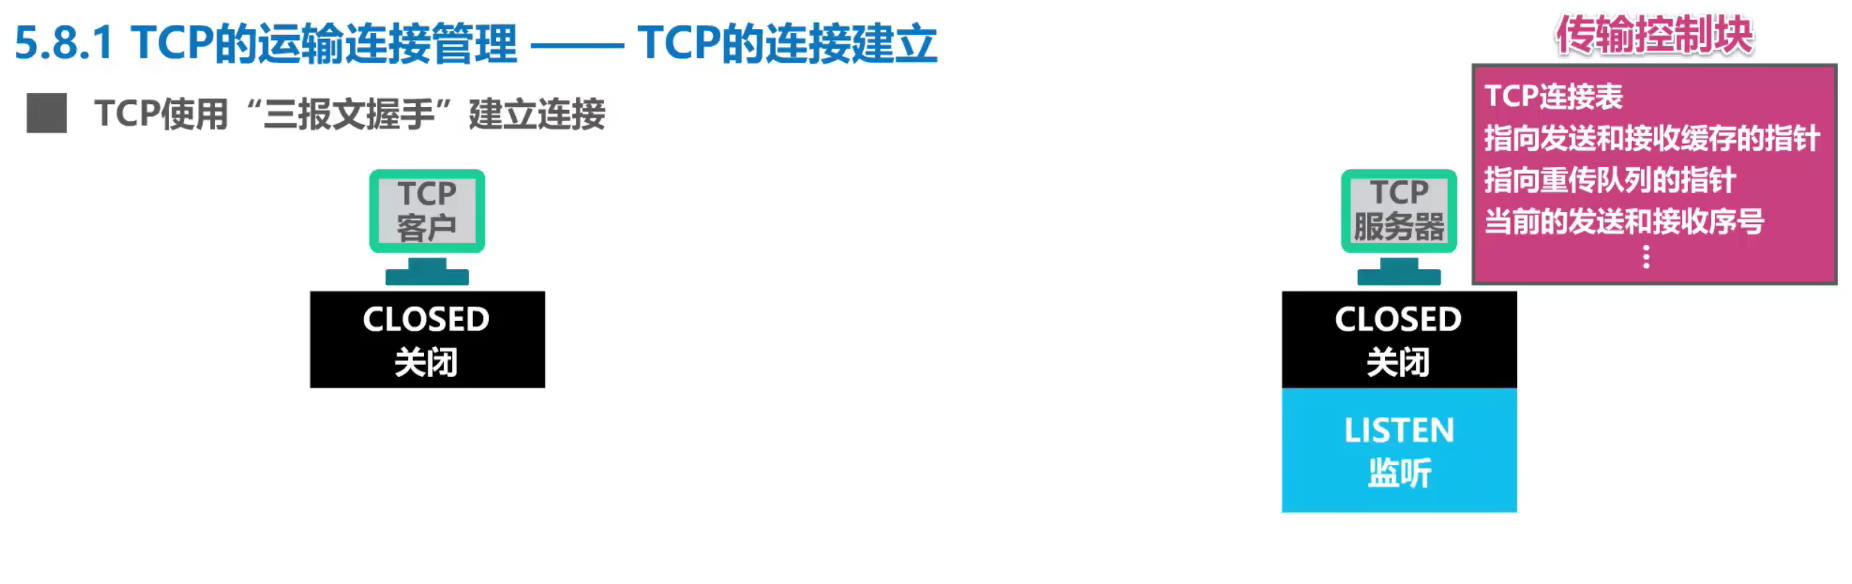 5.8.1 TCP的运输连接管理 —— TCP的连接建立
传输控制块
TCP使用“三报文握手”建立连接
TCP连接表
指向发送和接收缓存的指针
指向重传队列的指针
当前的发送和接收序号
⋮
TCP
客户
TCP
服务器
CLOSED
关闭
CLOSED
关闭
LISTEN
监听